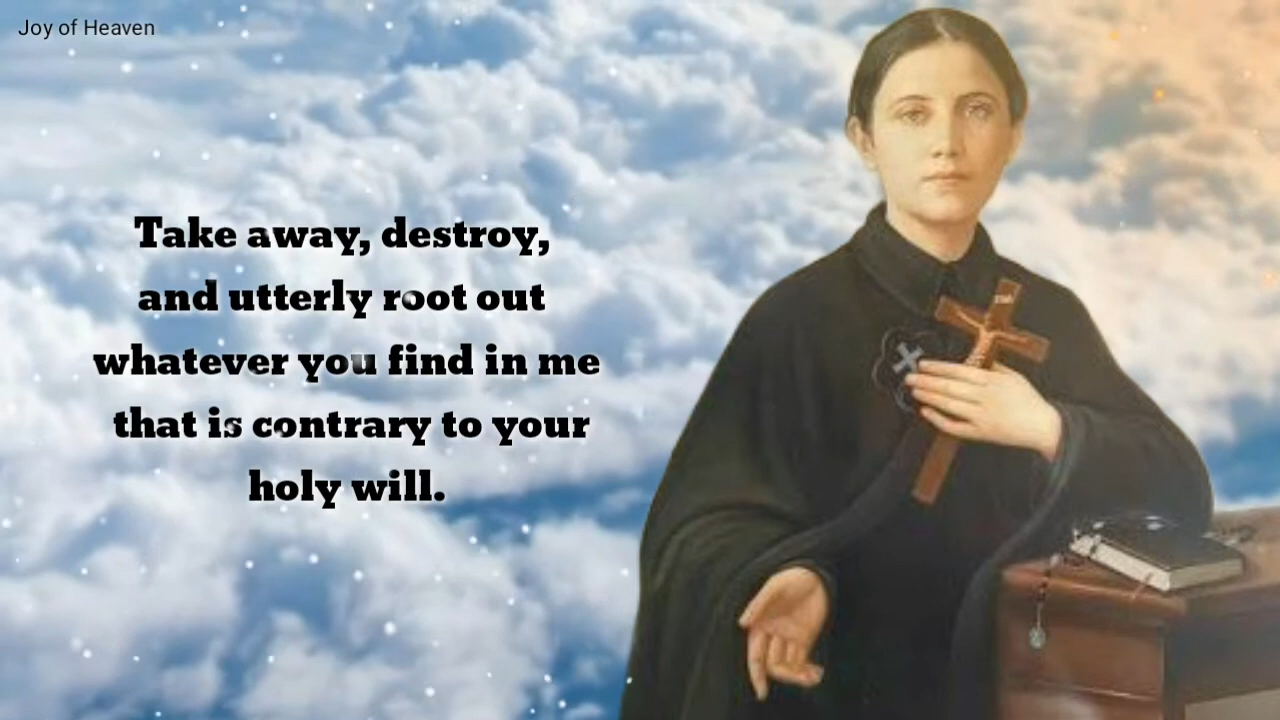 Joy of Heaven
Take away, destroy,
and utterly root out
whatever you find in me
that is contrary to your
holy will.